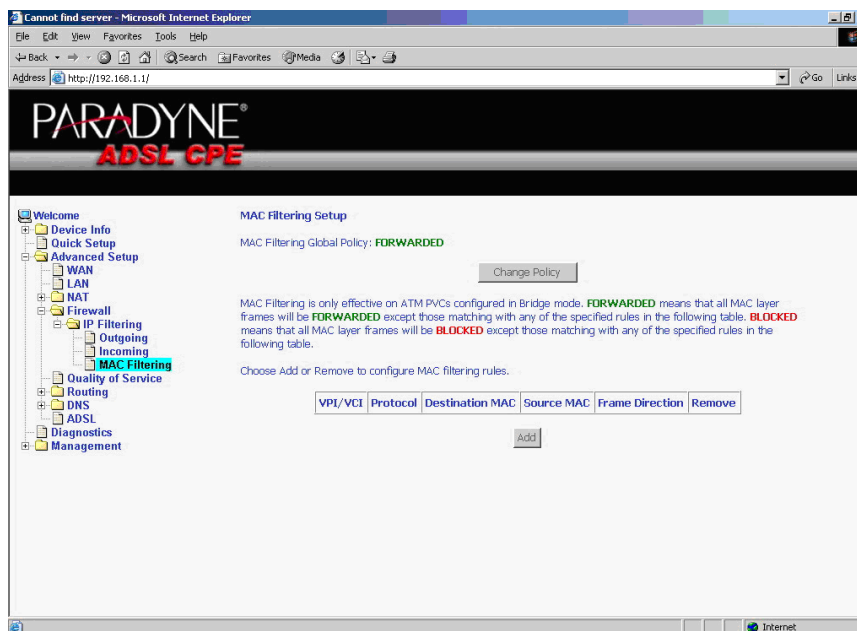 Cannot find server - Microsoft Internet Explorer
File Edit View Favorites Tools Help
Back Search Favorites Media
Address http://192.168.1.1/ Go Links
PARADYNE®
ADSL CPE
Welcome
Device Info
Quick Setup
Advanced Setup
WAN
LAN
NAT
Firewall
IP Filtering
Outgoing
Incoming
MAC Filtering
Quality of Service
Routing
DNS
ADSL
Diagnostics
Management
MAC Filtering Setup
MAC Filtering Global Policy: FORWARDED
Change Policy
MAC Filtering is only effective on ATM PVCs configured in Bridge mode. FORWARDED means that all MAC layer
frames will be FORWARDED except those matching with any of the specified rules in the following table. BLOCKED
means that all MAC layer frames will be BLOCKED except those matching with any of the specified rules in the
following table.
Choose Add or Remove to configure MAC filtering rules.
VPI/VCI Protocol Destination MAC Source MAC Frame Direction Remove
Add
Internet